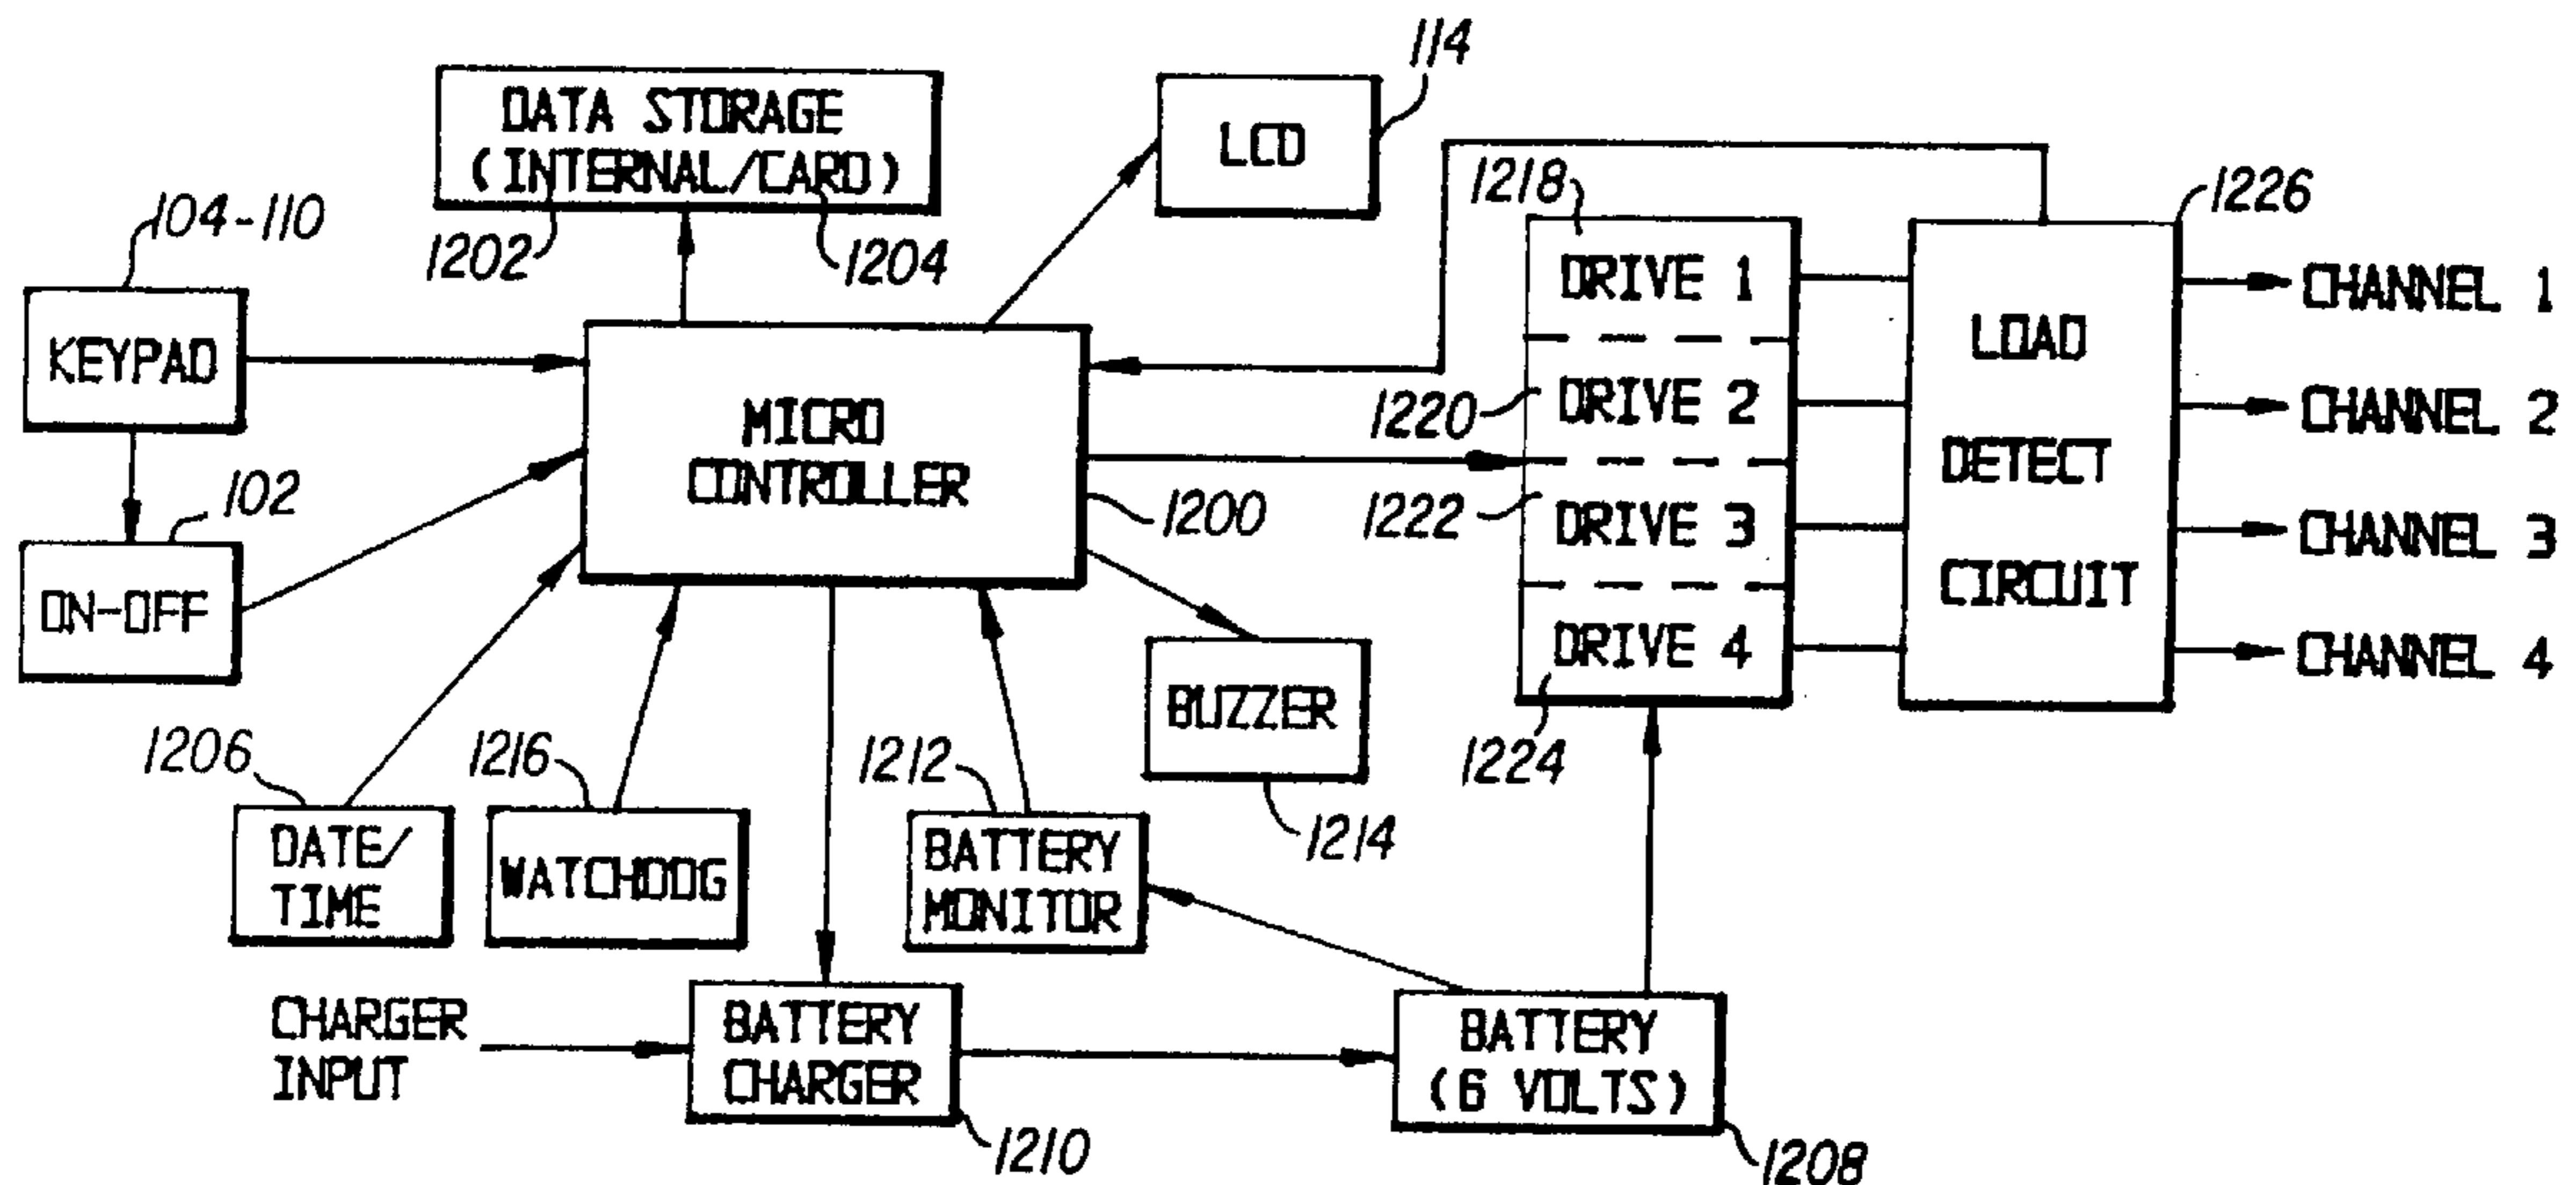 114
DATA STORAGE
(INTERNAL/CARD)
LCD
1218
1226
104-110
1202
1204
DRIVE 1
CHANNEL 1
KEYPAD
LOAD
DETECT
CIRCUIT
MICRO
CONTROLLER
1220
DRIVE 2
CHANNEL 2
102
1200
1222
DRIVE 3
CHANNEL 3
ON-OFF
DRIVE 4
CHANNEL 4
BUZZER
1206
1216
1212
1224
1214
DATE/
TIME
WATCHDOG
BATTERY
MONITOR
CHARGER
INPUT
BATTERY
CHARGER
BATTERY
(6 VOLTS)
1210
1208